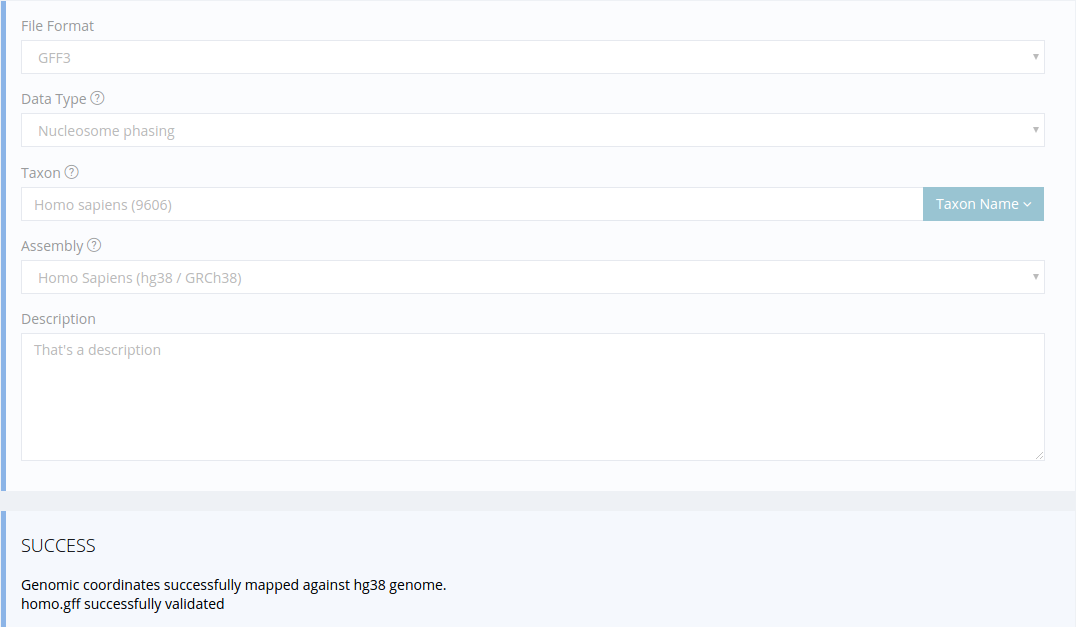 File Format
GFF3
Data Type ?
Nucleosome phasing
Taxon ?
Homo sapiens (9606) Taxon Name
Assembly ?
Homo Sapiens (hg38 / GRCh38)
Description
That's a description
SUCCESS
Genomic coordinates successfully mapped against hg38 genome.
homo.gff successfully validated